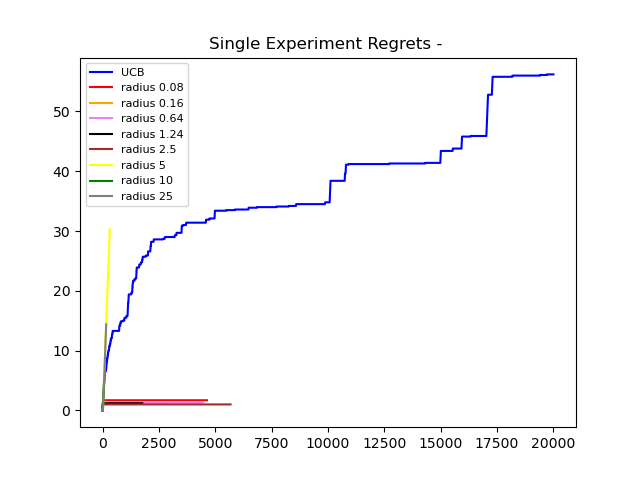 Single Experiment Regrets -
UCB
radius 0.08
radius 0.16
radius 0.64
radius 1.24
radius 2.5
radius 5
radius 10
radius 25
50
40
30
20
10
0
0 2500 5000 7500 10000 12500 15000 17500 20000